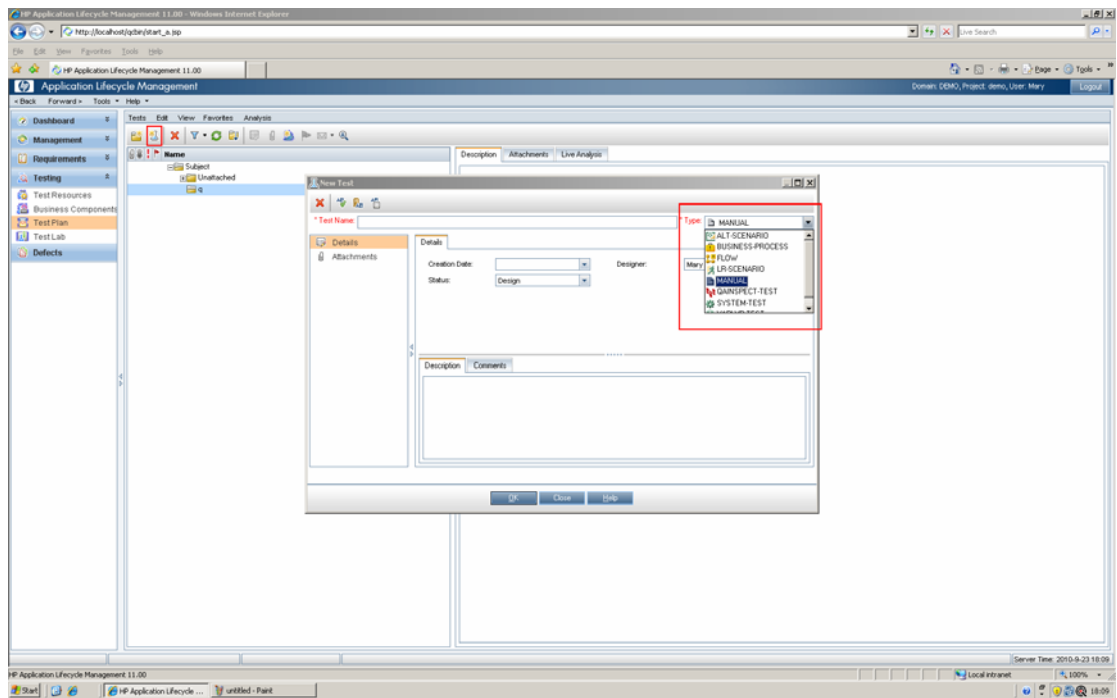 HP Application Lifecycle Management 11.00 - Windows Internet Explorer
http://localhost/qcbin/start_a.jsp
Live Search
File Edit View Favorites Tools Help
HP Application Lifecycle Management 11.00
Page Tools
Application Lifecycle Management
Domain: DEMO, Project: demo, User: Mary
Logout
<Back Forward> Tools Help
Dashboard
Management
Requirements
Testing
Test Resources
Business Components
Test Plan
Test Lab
Defects
Tests Edit View Favorites Analysis
Name
Subject
Unattached
q
Description Attachments Live Analysis
New Test
* Test Name:
* Type: MANUAL
ALT-SCENARIO
BUSINESS-PROCESS
FLOW
LR-SCENARIO
MANUAL
QAINSPECT-TEST
SYSTEM-TEST
Details
Attachments
Details
Creation Date:
Designer: Mary
Status: Design
Description Comments
OK Close Help
Server Time: 2010-9-23 18:09
HP Application Lifecycle Management 11.00
Local intranet
100%
Start
HP Application Lifecycle ...
untitled - Paint
18:09